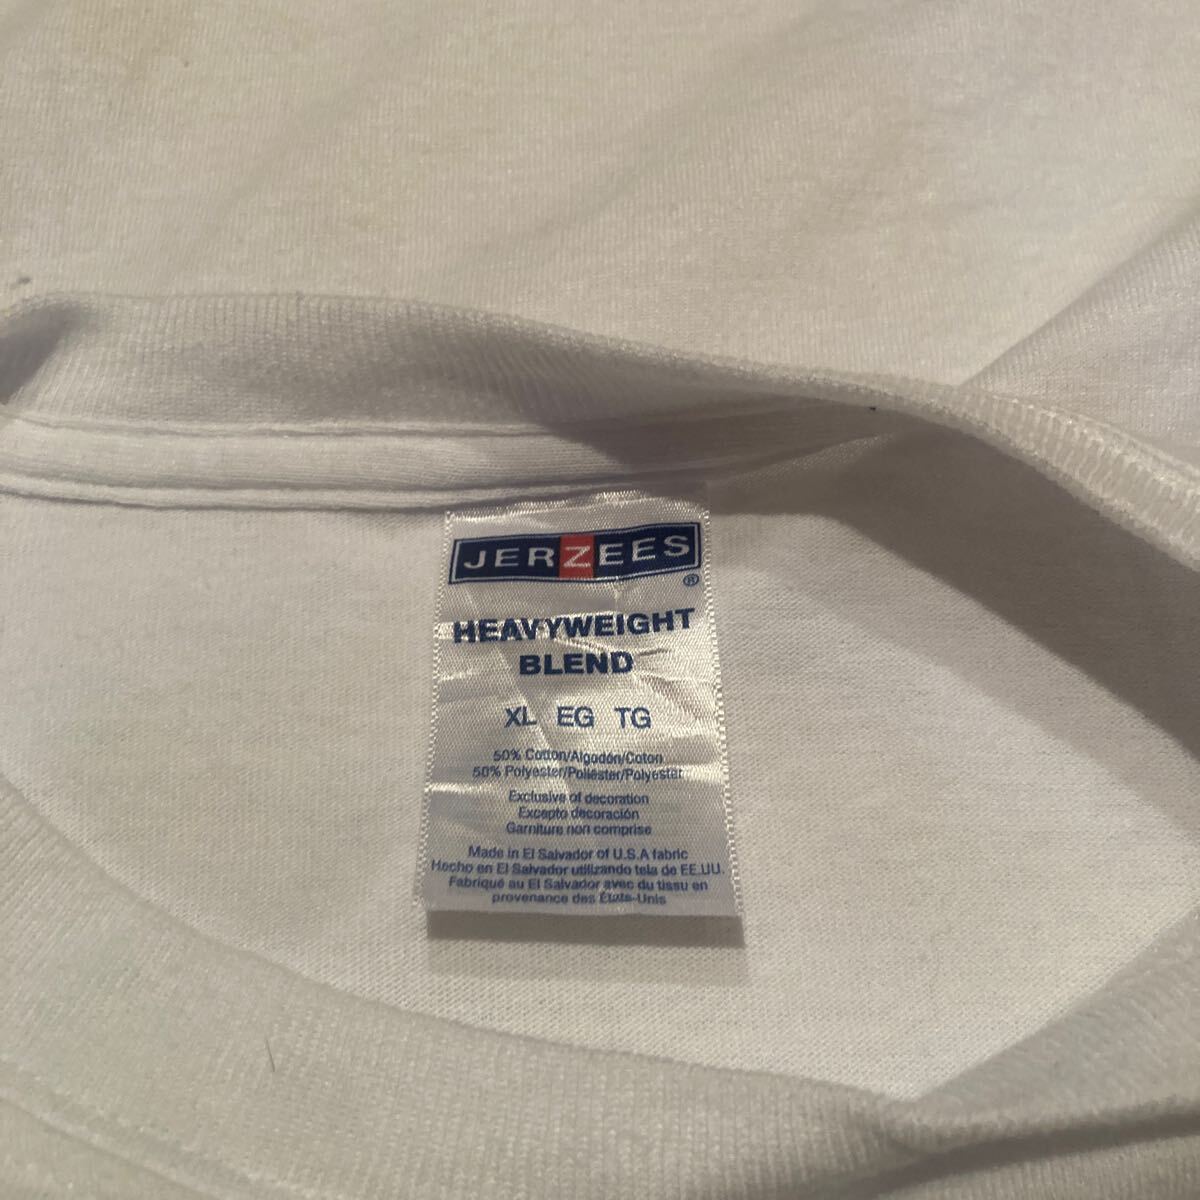 JERZEES
®
HEAVYWEIGHT
BLEND
XL EG TG
50% Cotton/Algodón/Coton
50% Polyester/Poliéster/Polyester
Exclusive of decoration
Excepto decoración
Garniture non comprise
Made in El Salvador of U.S.A fabric
Hecho en El Salvador utilizando tela de EE.UU.
Fabriqué au El Salvador avec du tissu en
provenance des États-Unis